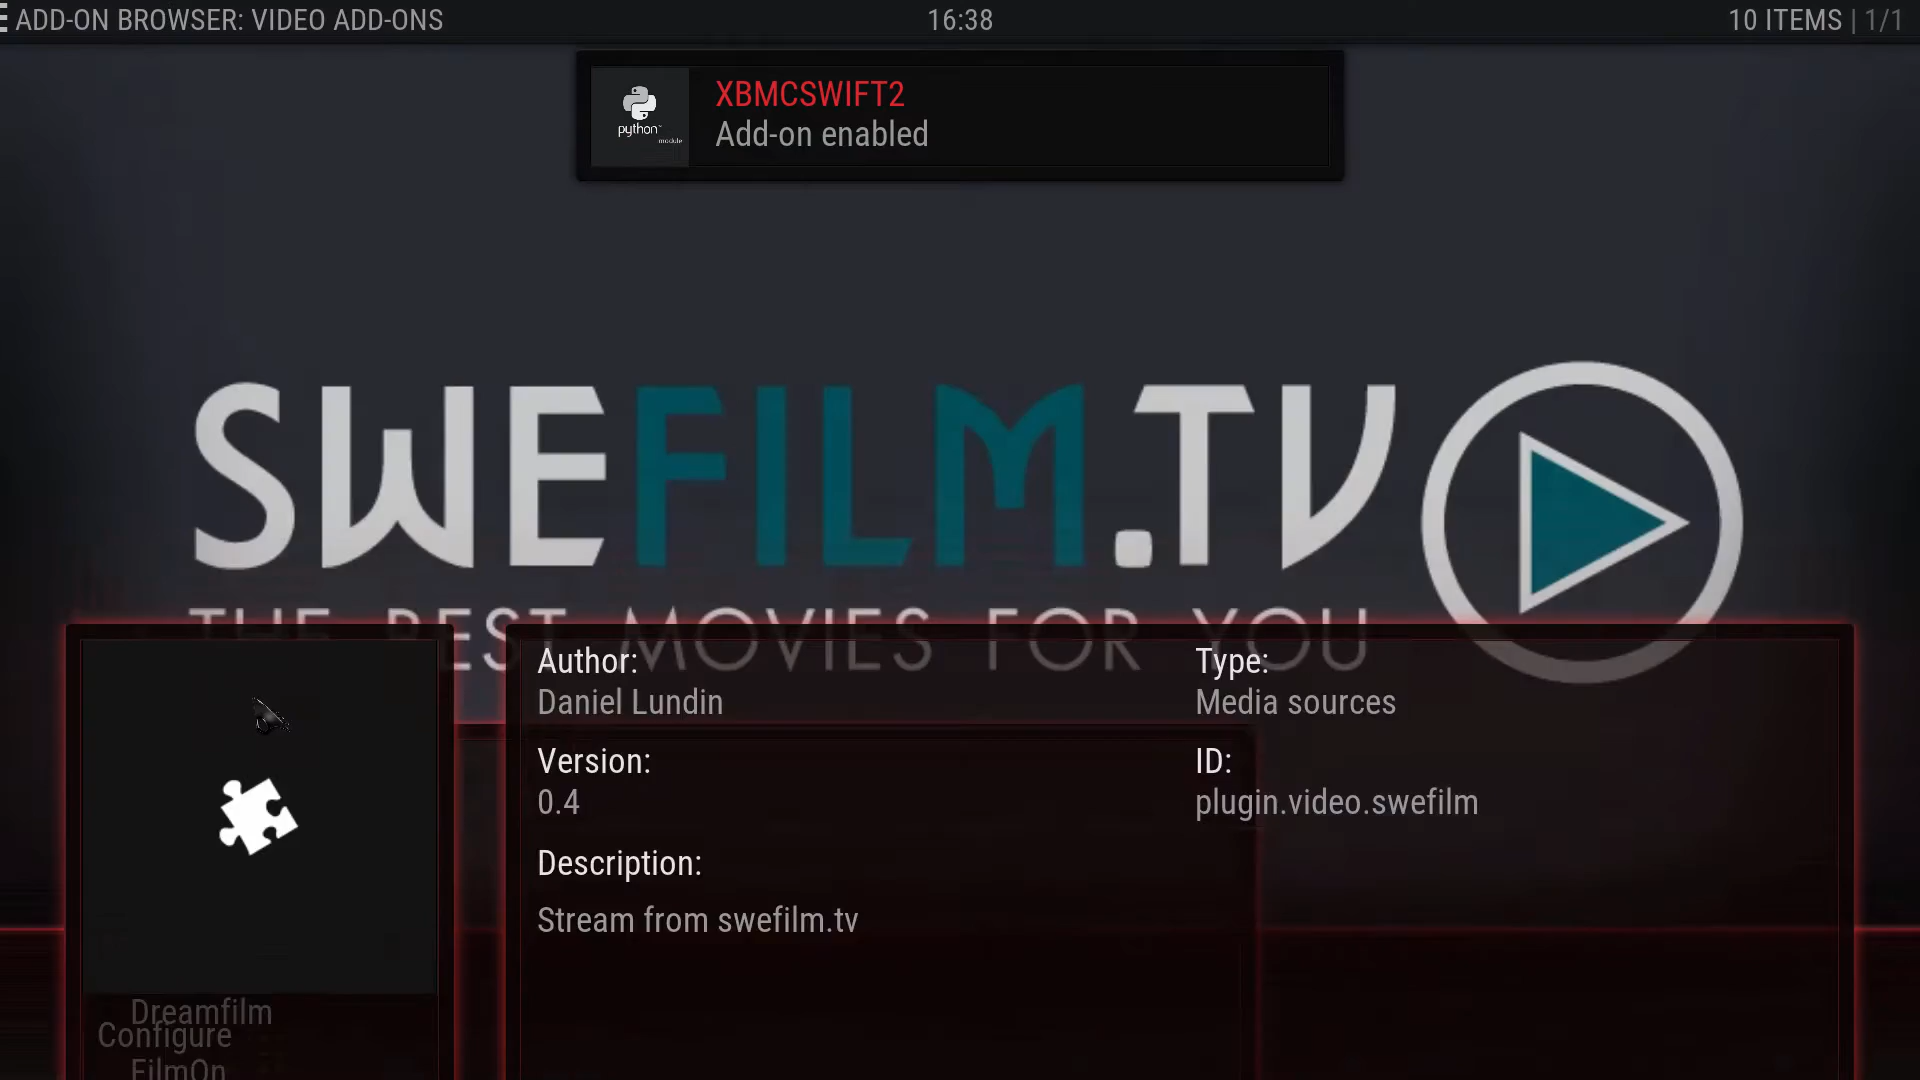 ADD-ON BROWSER: VIDEO ADD-ONS
16:38
10 ITEMS | 1/1
python
module
XBMCSWIFT2
Add-on enabled
SWEFILM.TV
THE BEST MOVIES FOR YOU
Author:
Daniel Lundin
Type:
Media sources
Version:
0.4
ID:
plugin.video.swefilm
Description:
Stream from swefilm.tv
Dreamfilm
Configure
FilmOn